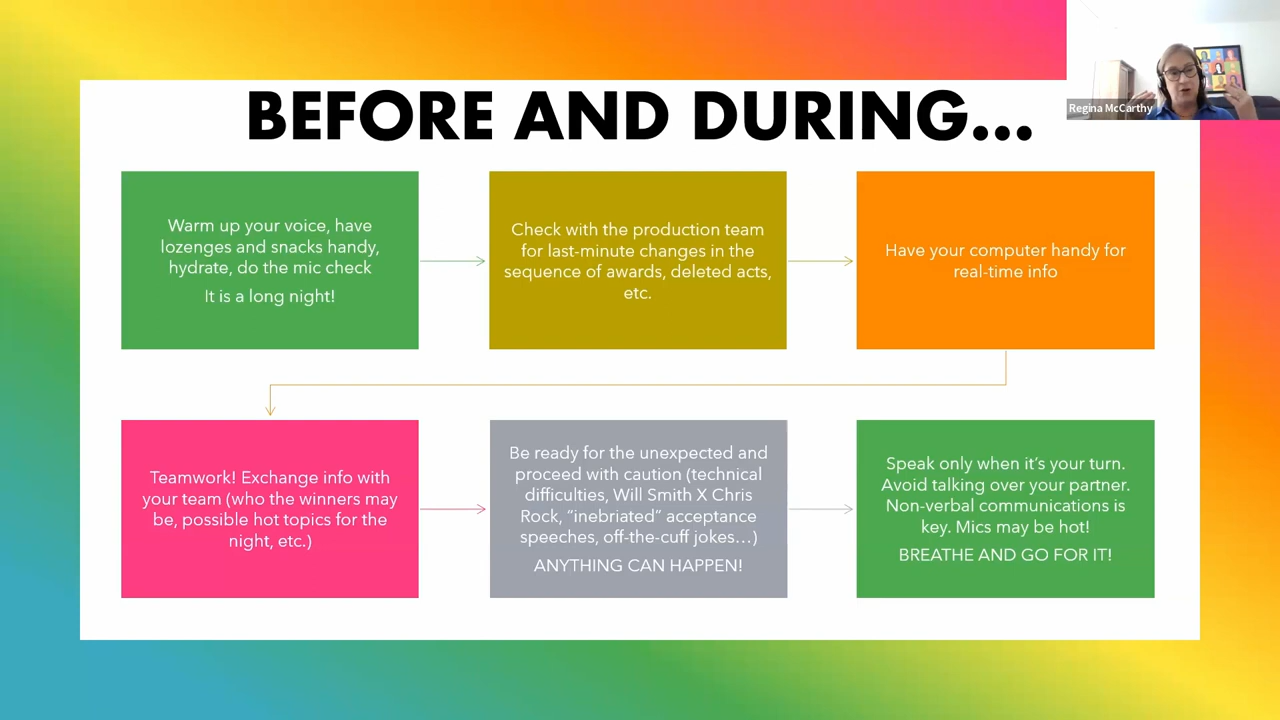 BEFORE AND DURING...
Regina McCarthy
Warm up your voice, have
lozenges and snacks handy,
hydrate, do the mic check
It is a long night!
Check with the production team
for last-minute changes in the
sequence of awards, deleted acts,
etc.
Have your computer handy for
real-time info
Teamwork! Exchange info with
your team (who the winners may
be, possible hot topics for the
night, etc.)
Be ready for the unexpected and
proceed with caution (technical
difficulties, Will Smith X Chris
Rock, “inebriated” acceptance
speeches, off-the-cuff jokes…)
ANYTHING CAN HAPPEN!
Speak only when it’s your turn.
Avoid talking over your partner.
Non-verbal communications is
key. Mics may be hot!
BREATHE AND GO FOR IT!